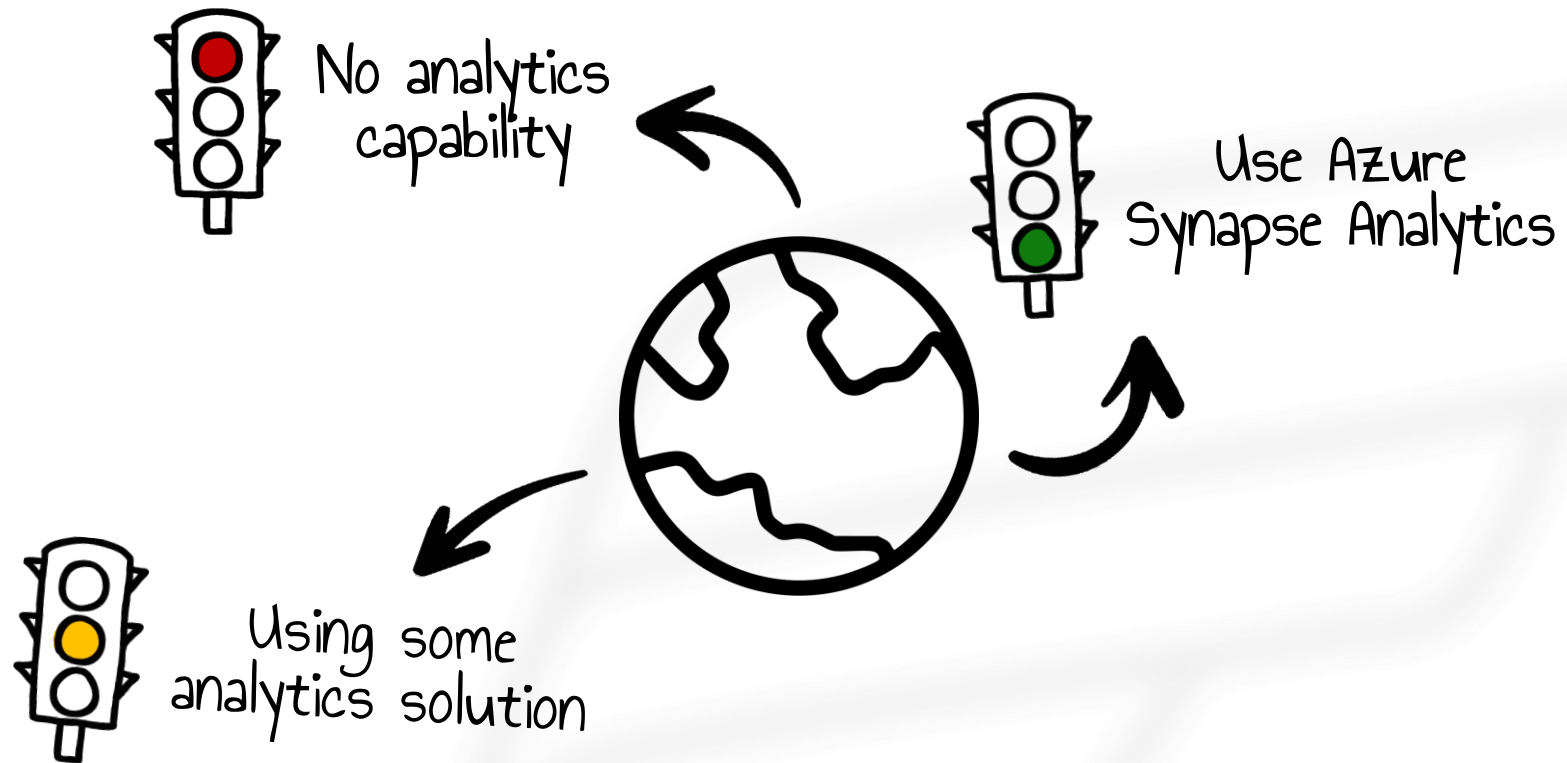 No analytics
capability
Use Azure
Synapse Analytics
Using some
analytics solution